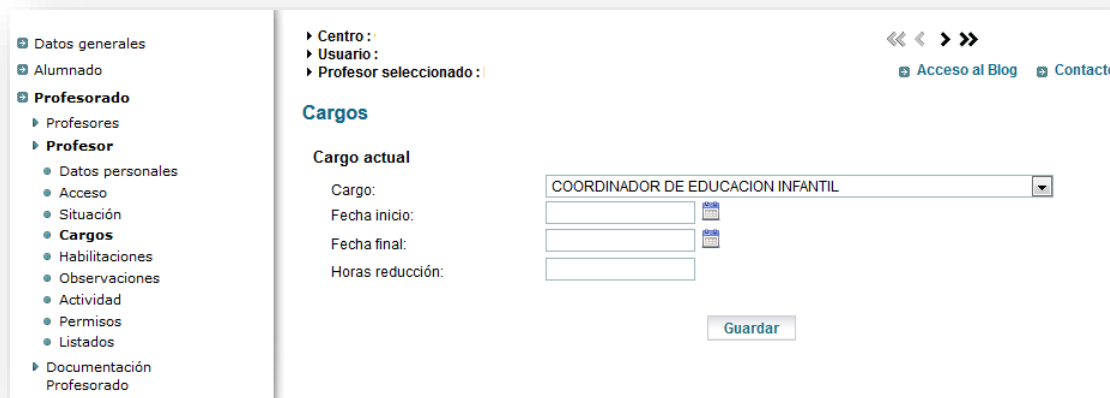 Datos generales
Alumnado
Profesorado
Profesores
Profesor
Datos personales
Acceso
Situación
Cargos
Habilitaciones
Observaciones
Actividad
Permisos
Listados
Documentación
Profesorado
Centro :
Usuario :
Profesor seleccionado :
Acceso al Blog Contacto
Cargos
Cargo actual
Cargo: COORDINADOR DE EDUCACION INFANTIL
Fecha inicio:
Fecha final:
Horas reducción:
Guardar